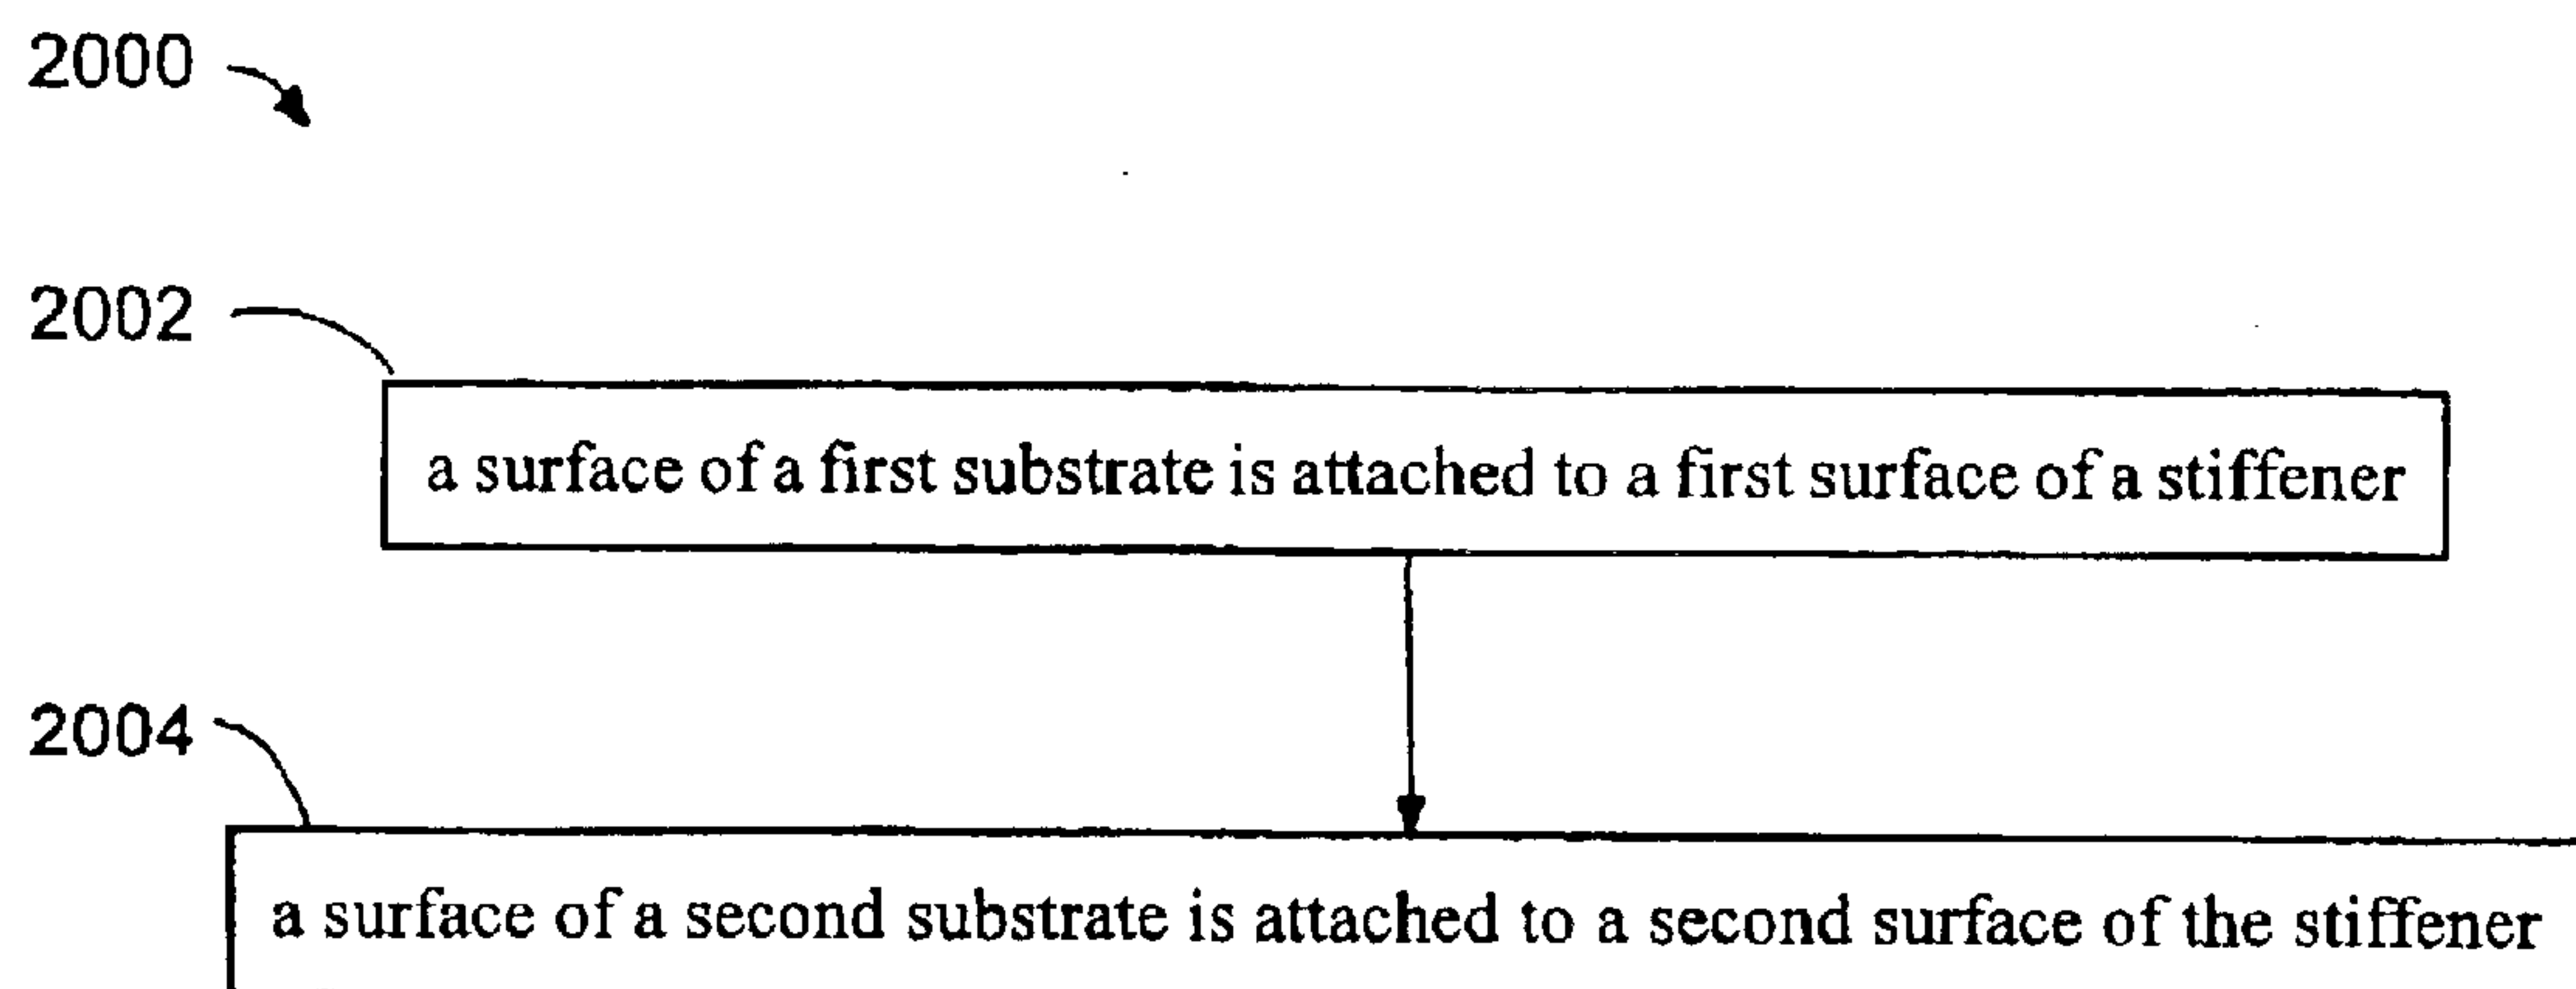 2000
2002
a surface of a first substrate is attached to a first surface of a stiffener
2004
a surface of a second substrate is attached to a second surface of the stiffener